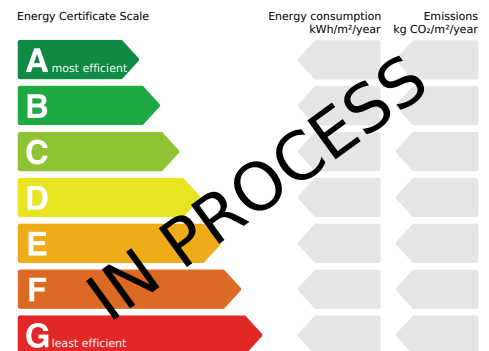 Energy Certificate Scale
Energy consumption
kWh/m²/year
Emissions
kg CO₂/m²/year
A most efficient
B
C
D
E
F
G least efficient
IN PROCESS